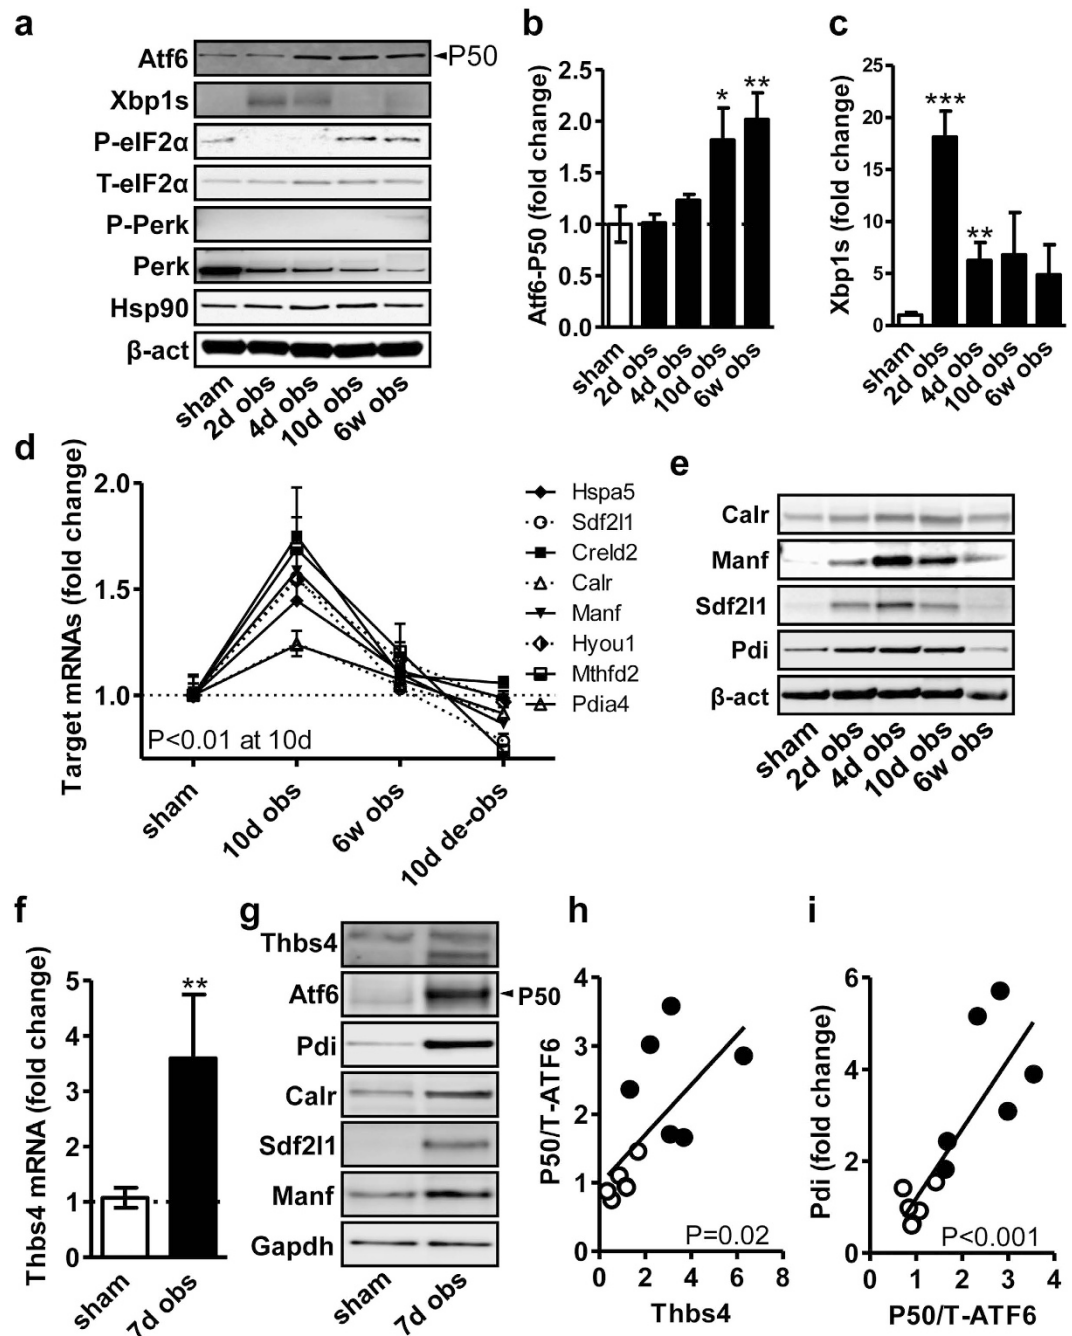 a
Atf6
◄P50
Xbp1s
P-eIF2α
T-eIF2α
P-Perk
Perk
Hsp90
β-act
sham
2d obs
4d obs
10d obs
6w obs
b
Atf6-P50 (fold change)
2.5
2.0
1.5
1.0
0.5
0.0
*
**
sham
2d obs
4d obs
10d obs
6w obs
c
Xbp1s (fold change)
25
20
15
10
5
0
***
**
sham
2d obs
4d obs
10d obs
6w obs
d
Target mRNAs (fold change)
2.0
1.5
1.0
P<0.01 at 10d
sham
10d obs
6w obs
10d de-obs
Hspa5
Sdf2l1
Creld2
Calr
Manf
Hyou1
Mthfd2
Pdia4
e
Calr
Manf
Sdf2l1
Pdi
β-act
sham
2d obs
4d obs
10d obs
6w obs
f
Thbs4 mRNA (fold change)
5
4
3
2
1
0
**
sham
7d obs
g
Thbs4
Atf6
◄P50
Pdi
Calr
Sdf2l1
Manf
Gapdh
sham
7d obs
h
P50/T-ATF6
4
3
2
1
0
P=0.02
0 2 4 6 8
Thbs4
i
Pdi (fold change)
6
4
2
0
P<0.001
0 1 2 3 4
P50/T-ATF6